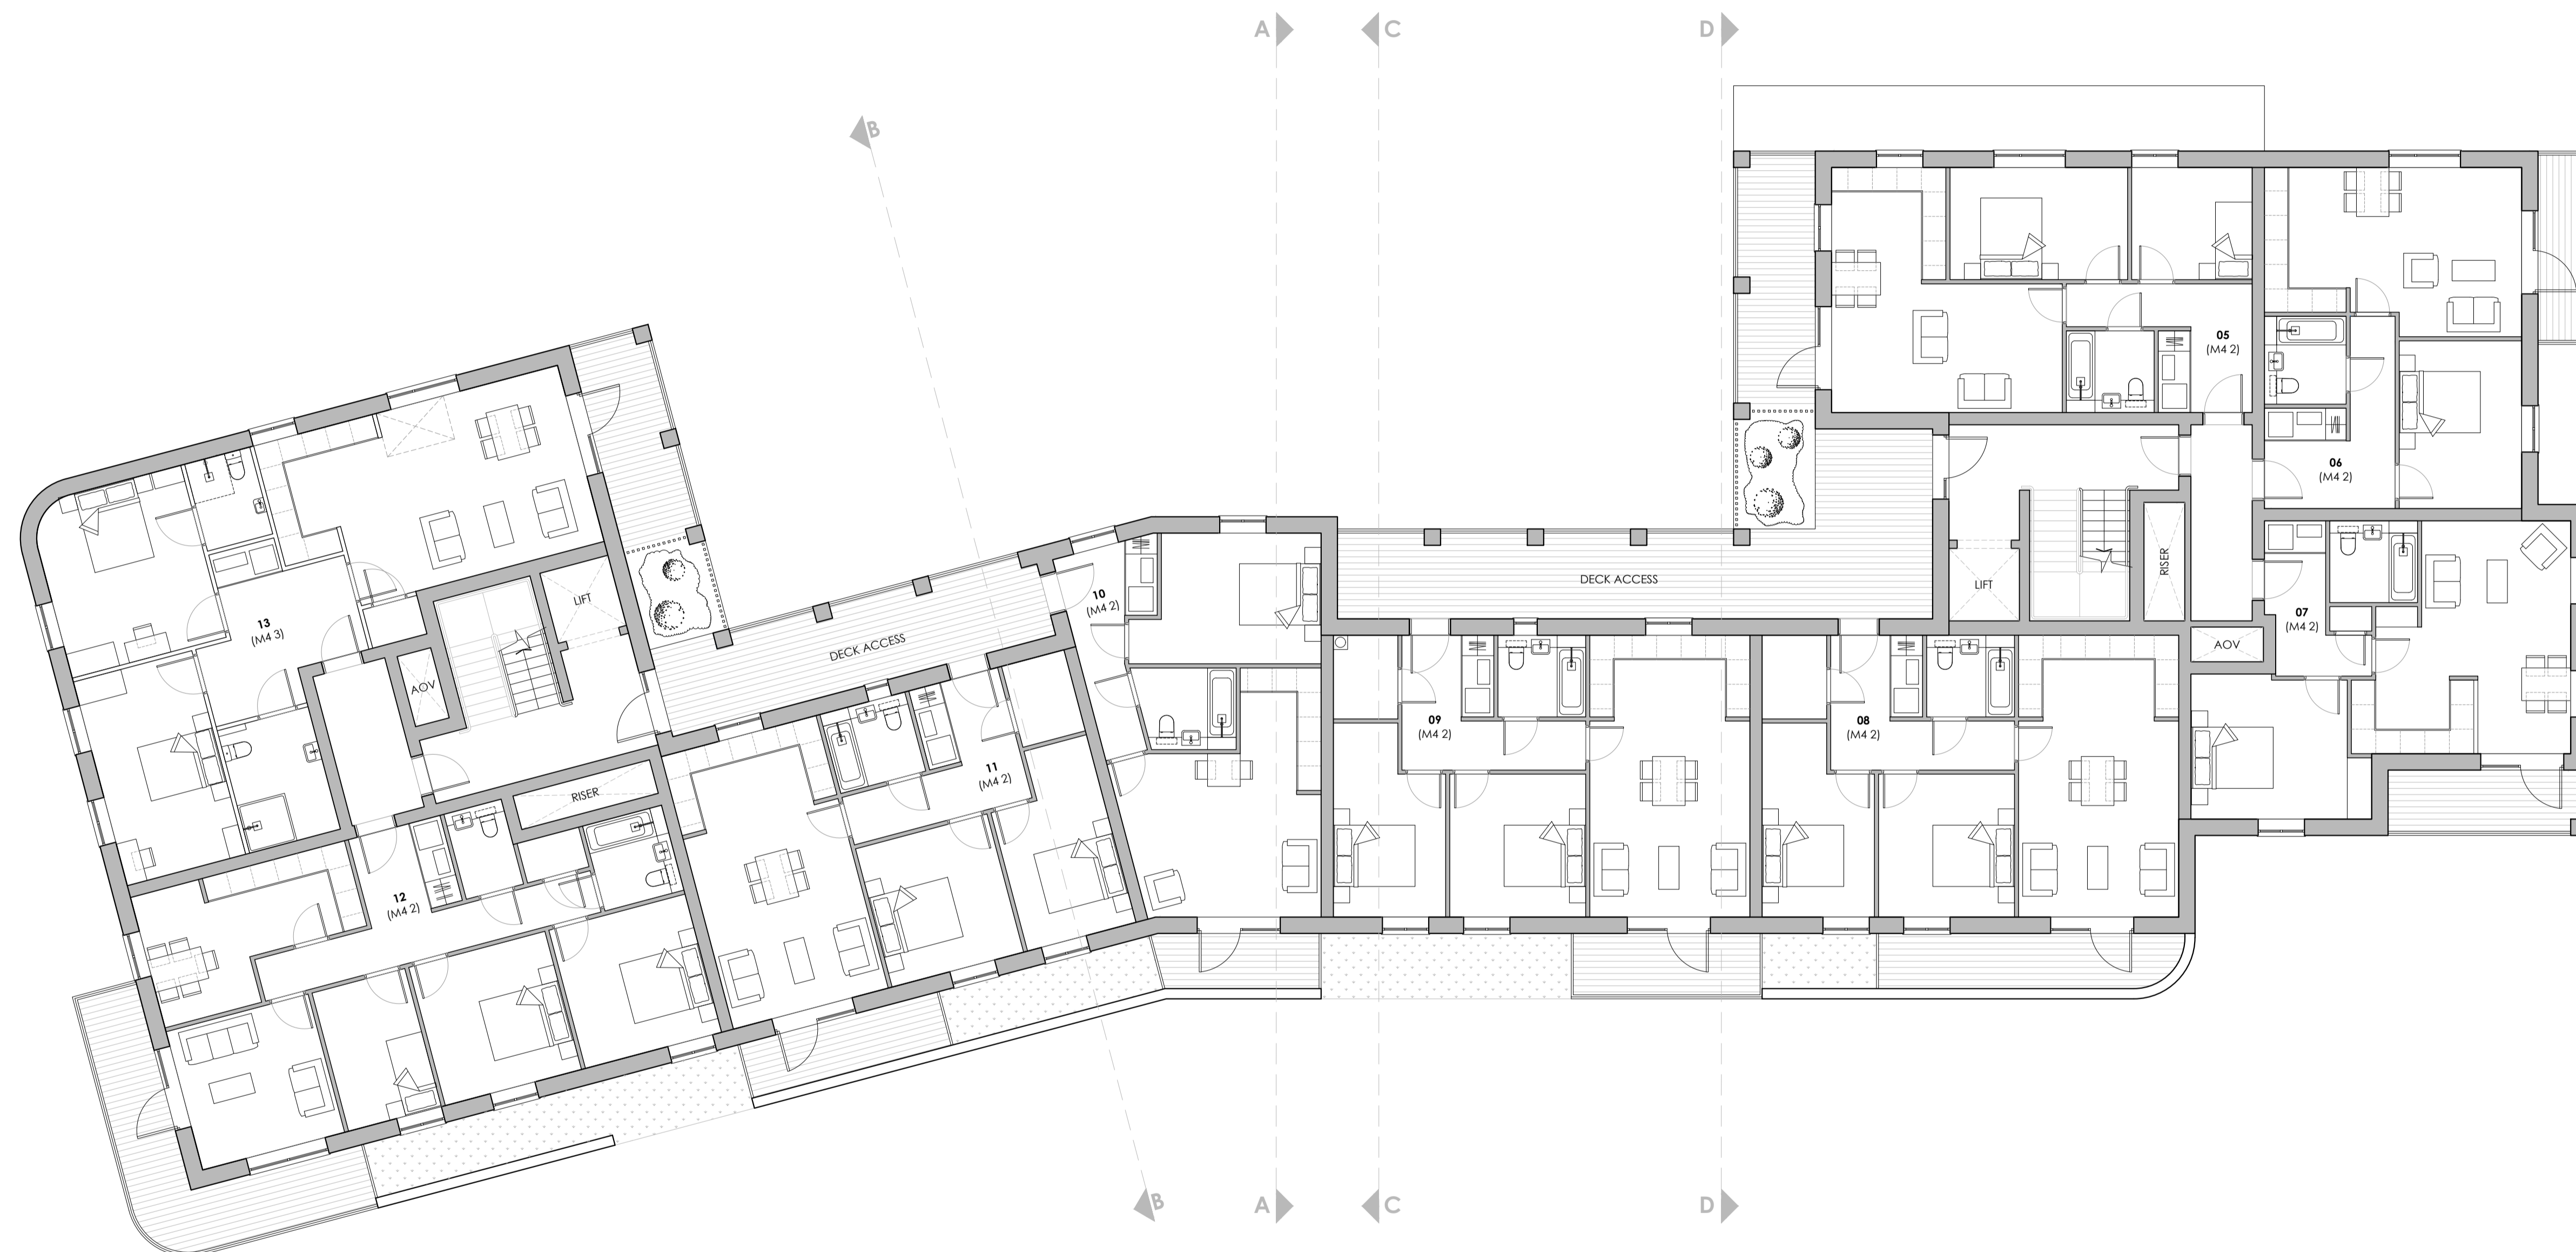 A
C
D
B
05
(M4 2)
06
(M4 2)
RISER
LIFT
DECK ACCESS
10
(M4 2)
LIFT
07
(M4 2)
13
(M4 3)
DECK ACCESS
AOV
AOV
09
(M4 2)
08
(M4 2)
11
(M4 2)
RISER
12
(M4 2)
B
A
C
D